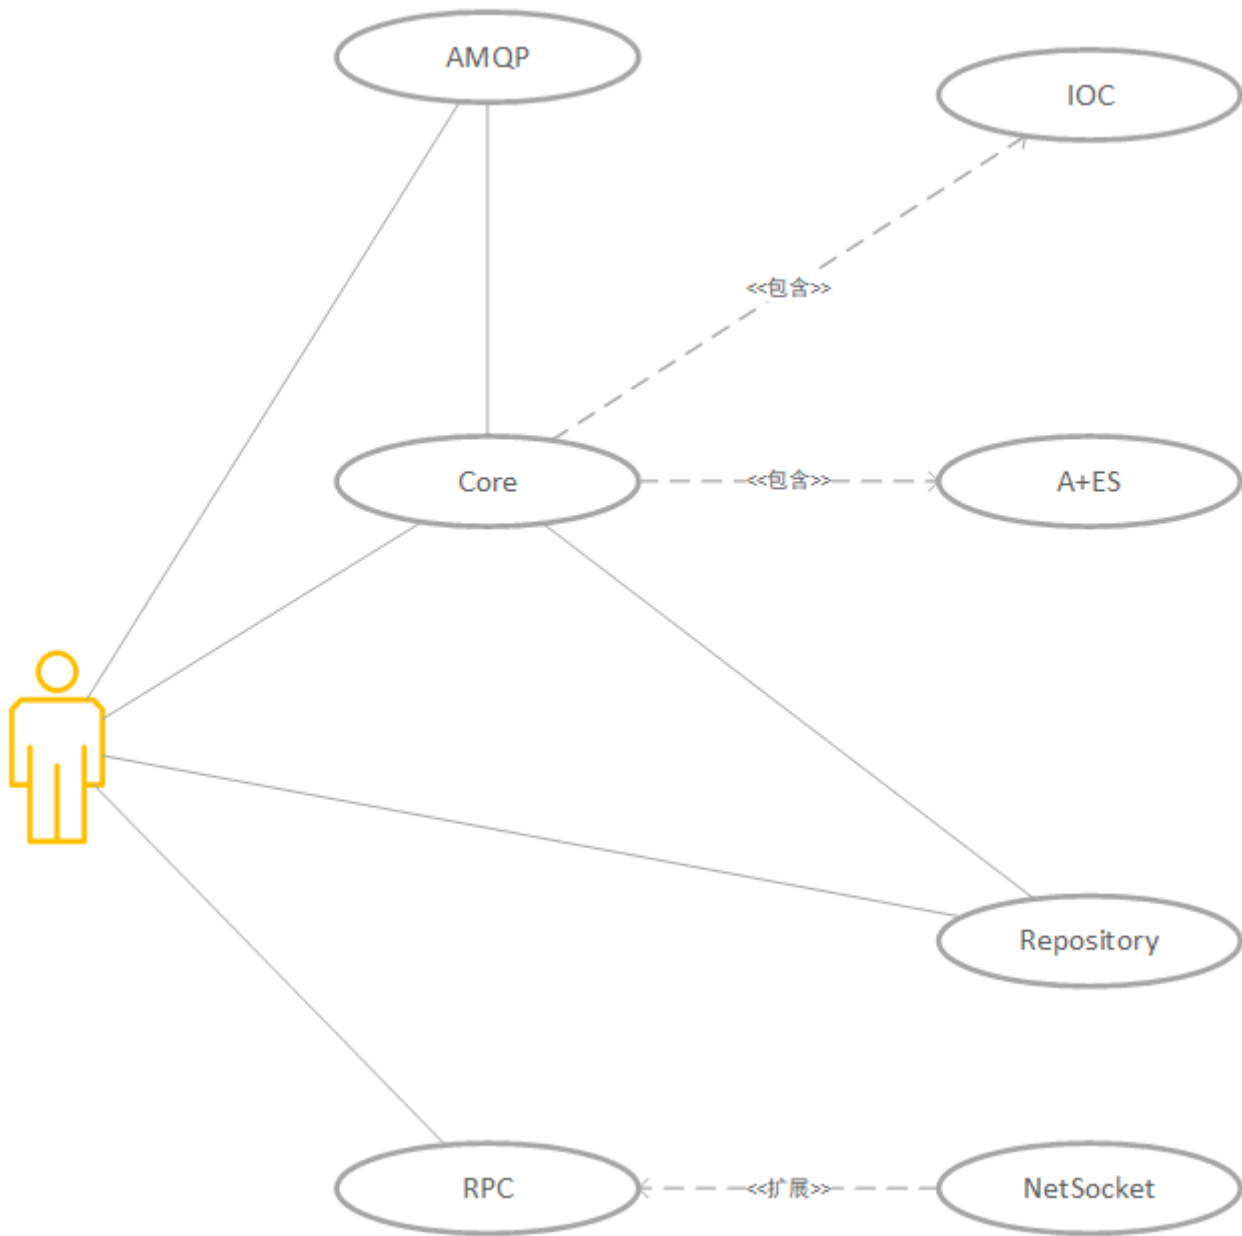 AMQP
IOC
<<包含>>
Core
<<包含>>
A+ES
Repository
RPC
<<扩展>>
NetSocket